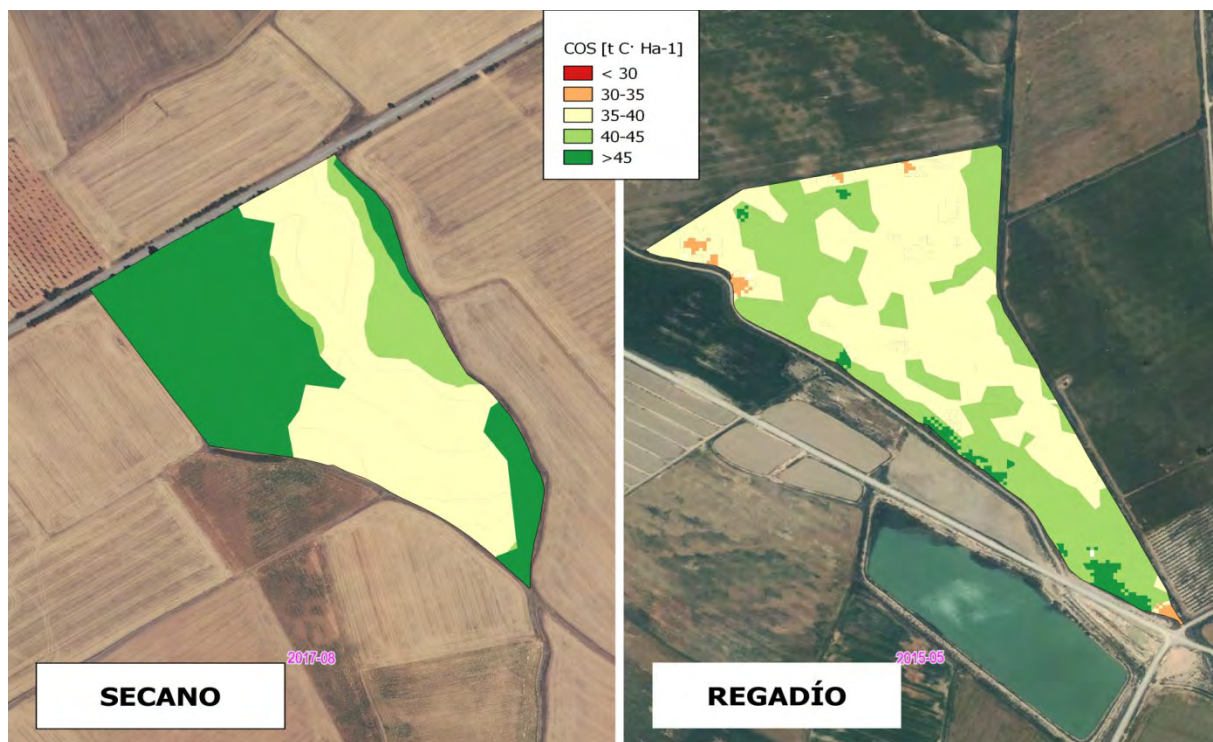 COS [t C· Ha-1]
< 30
30-35
35-40
40-45
>45
2017-08
2015-05
SECANO
REGADÍO